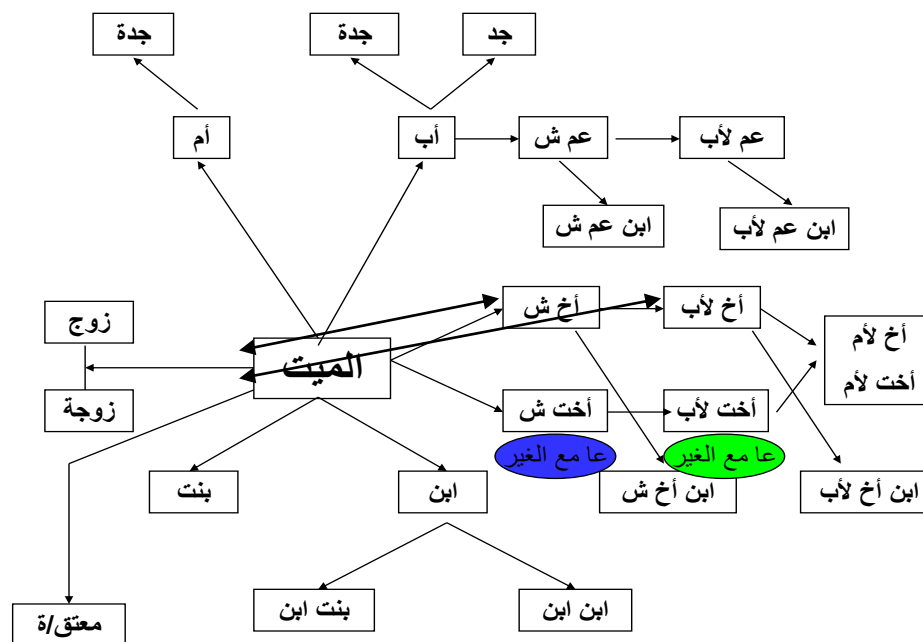 جد
جدة
جدة
عم لأب
عم ش
أب
أم
ابن عم لأب
ابن عم ش
أخ لأب
أخ ش
زوج
أخ لأم
أخت لأم
الميت
أخت لأب
أخت ش
زوجة
عا مع الغير
عا مع الغير
ابن أخ لأب
ابن أخ ش
ابن
بنت
ابن ابن
بنت ابن
معتق/ة